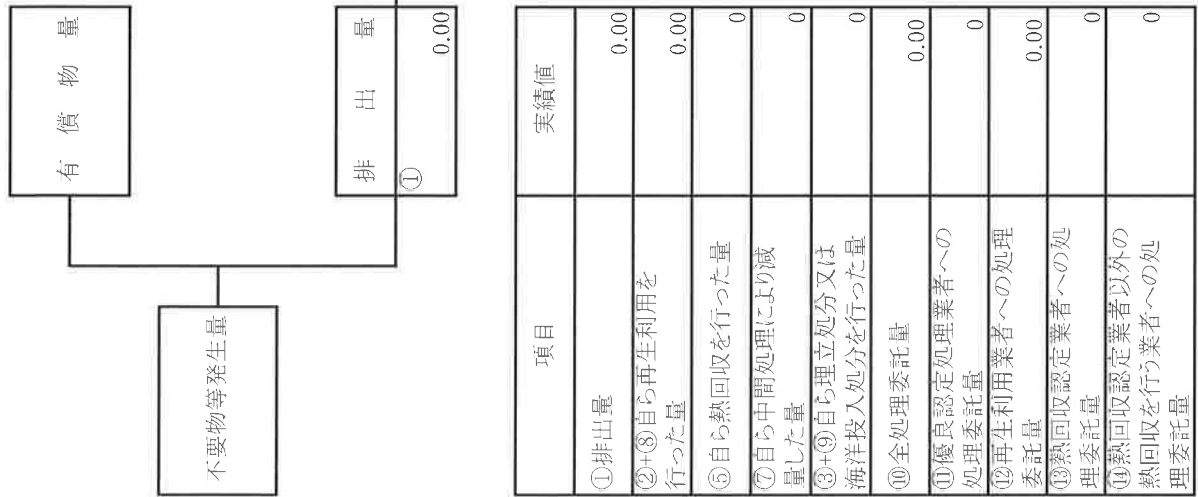 有償物量
不要物等発生量
排出量
①
0.00
項目
実績値
①排出量
0.00
②+⑧自ら再生利用を
行った量
0.00
⑤自ら熱回収を行った量
0
⑦自ら中間処理により減
量した量
0
③+⑨自ら埋立処分又は
海洋投入処分を行った量
0
⑩全処理委託量
0.00
⑪優良認定処理業者への
処理委託量
0
⑫再生利用業者への処理
委託量
0.00
⑬熱回収認定業者への処
理委託量
0
⑭熱回収認定業者以外の
熱回収を行う業者への処
理委託量
0